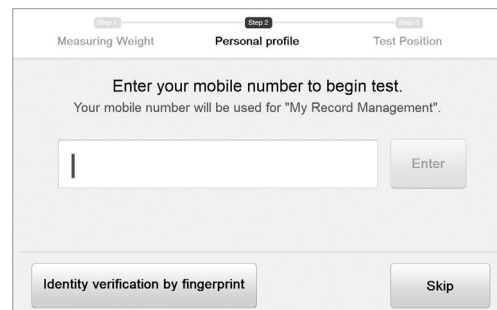 Step 1
Step 2
Step 3
Measuring Weight
Personal profile
Test Position
Enter your mobile number to begin test.
Your mobile number will be used for "My Record Management".
Enter
Identity verification by fingerprint
Skip